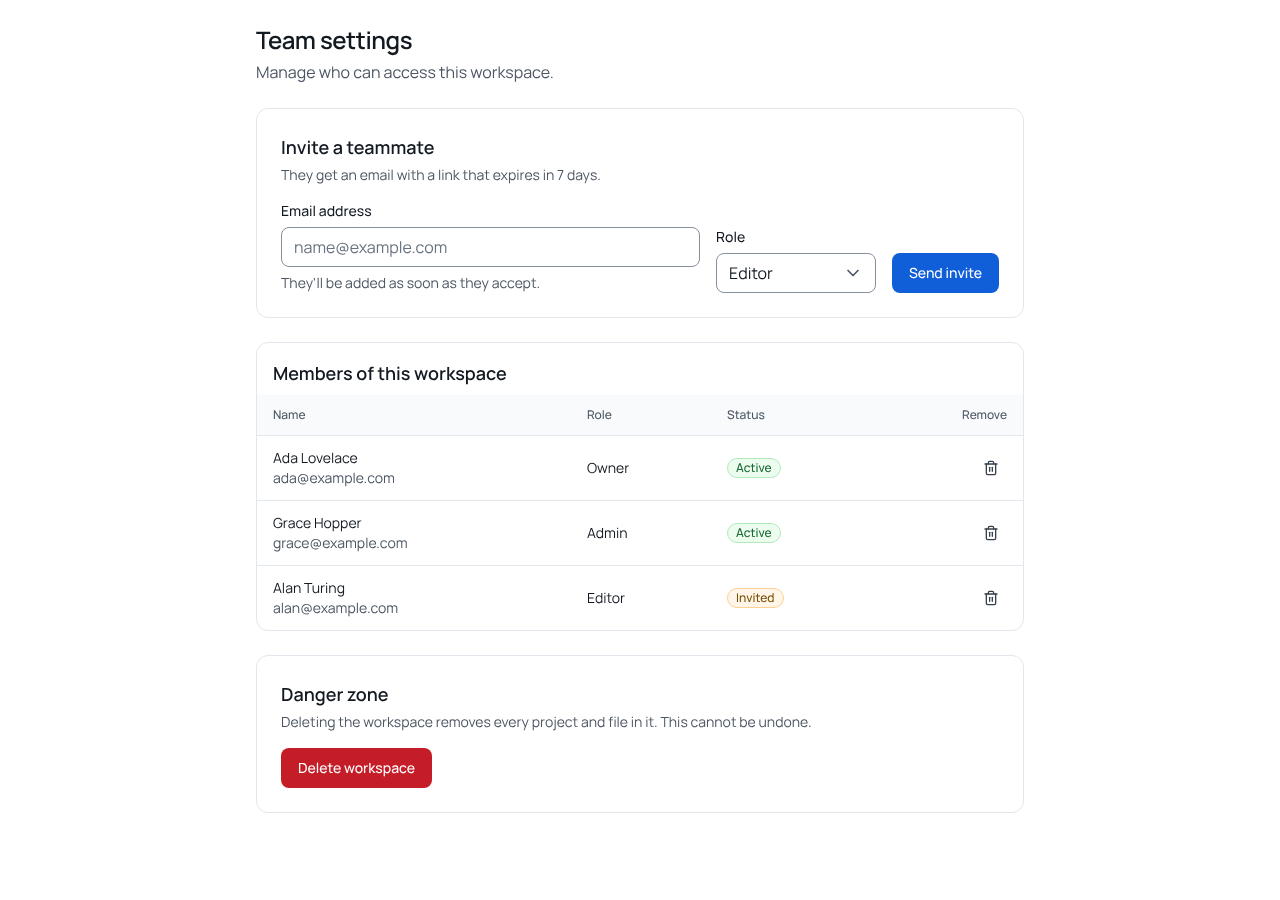 Team settings
Manage who can access this workspace.
Invite a teammate
They get an email with a link that expires in 7 days.
Email address
name@example.com
They'll be added as soon as they accept.
Role
Editor
Send invite
Members of this workspace
Name Role Status Remove
Ada Lovelace
ada@example.com
Owner
Active
Grace Hopper
grace@example.com
Admin
Active
Alan Turing
alan@example.com
Editor
Invited
Danger zone
Deleting the workspace removes every project and file in it. This cannot be undone.
Delete workspace